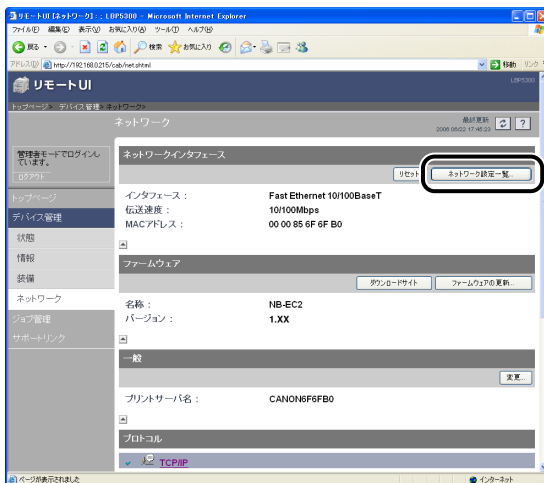 リモートUI [ネットワーク] : : LBP5300 - Microsoft Internet Explorer
ファイル(F) 編集(E) 表示(V) お気に入り(A) ツール(T) ヘルプ(H)
戻る 検索 お気に入り
アドレス(D) http://192.168.0.215/cab/net.shtml 移動 リンク
リモートUI LBP5300
トップページ> デバイス管理> ネットワーク>
ネットワーク 最終更新
2006 06/22 17:46:23 ?
管理者モードでログインしています。
ログアウト
トップページ
デバイス管理
状態
情報
装備
ネットワーク
ジョブ管理
サポートリンク
ネットワークインタフェース
リセット ネットワーク設定一覧...
インタフェース : Fast Ethernet 10/100BaseT
伝送速度 : 10/100Mbps
MACアドレス : 00 00 85 6F 6F B0
ファームウェア
ダウンロードサイト ファームウェアの更新...
名称 : NB-EC2
バージョン : 1.XX
一般
変更...
プリントサーバ名 : CANON6F6FB0
プロトコル
TCP/IP
ページが表示されました インターネット